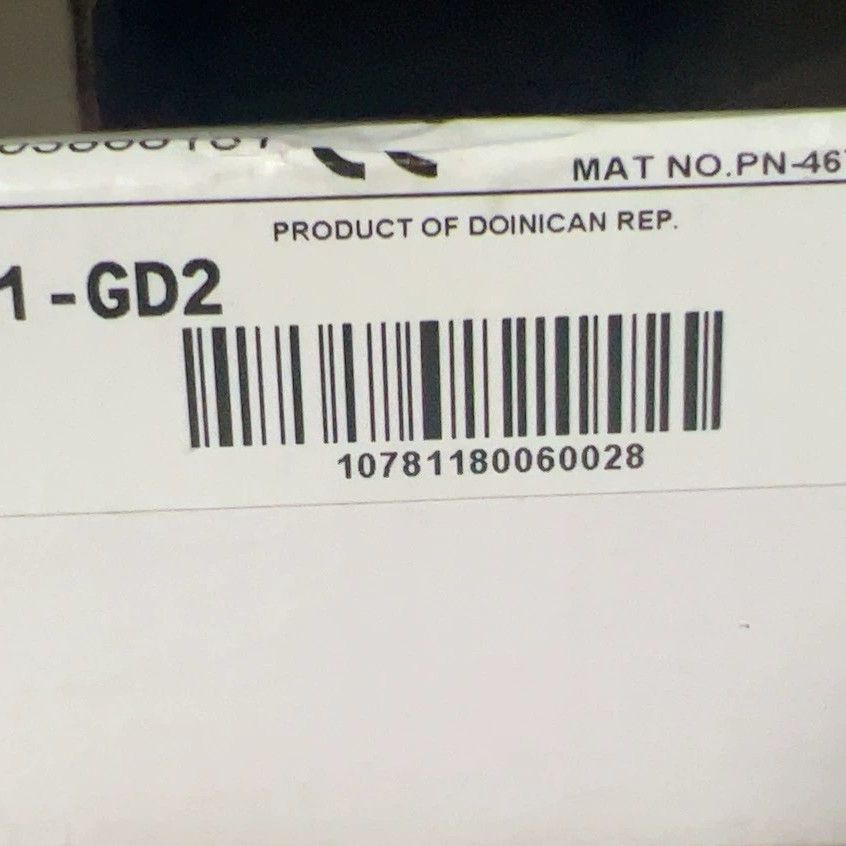 MAT NO.PN-46
PRODUCT OF DOINICAN REP.
1-GD2
10781180060028